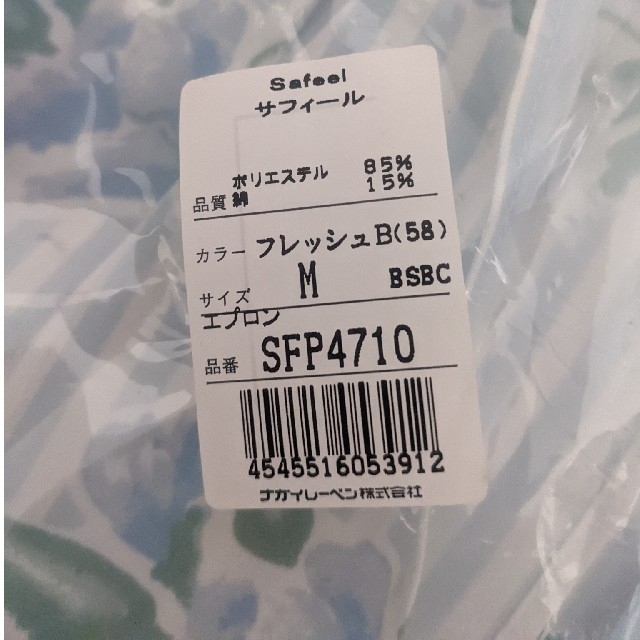 Safeel
サフィール
ポリエステル 85%
品質 綿 15%
カラー フレッシュB(58)
サイズ M BSBC
エプロン
品番 SFP4710
4545516053912
ナガイレーベン株式会社